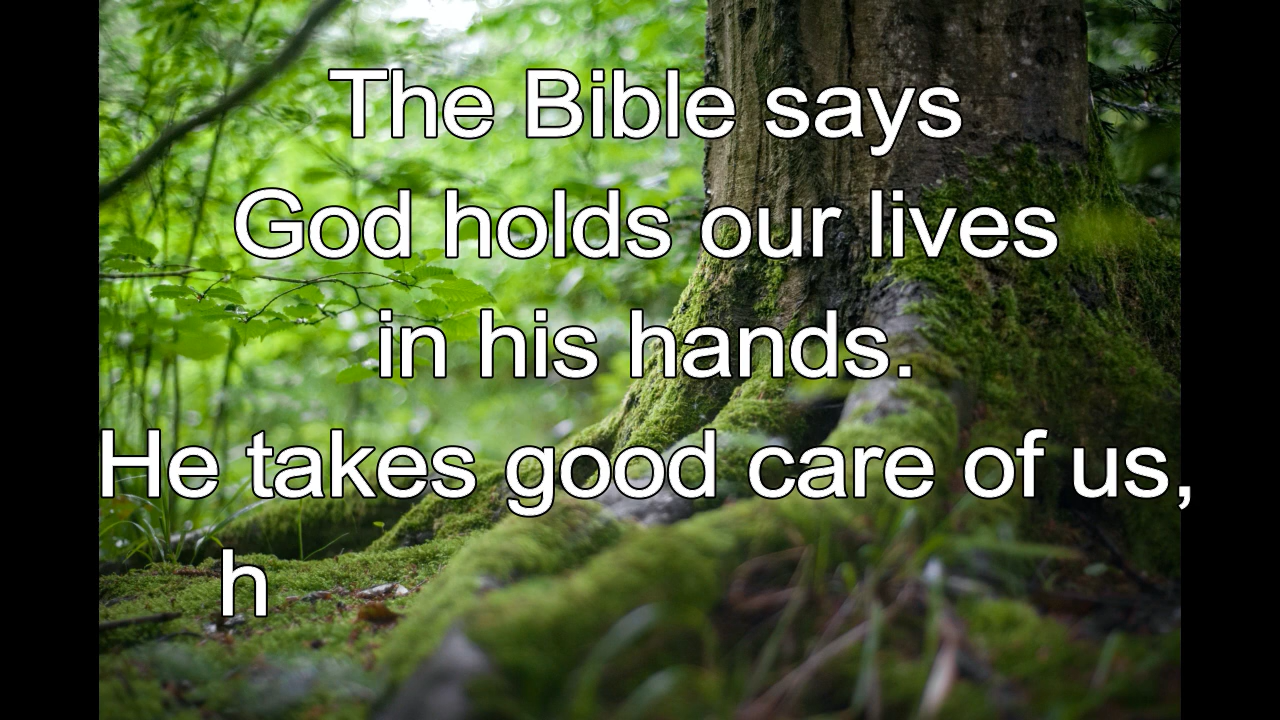 The Bible says
God holds our lives
in his hands.
He takes good care of us,
h